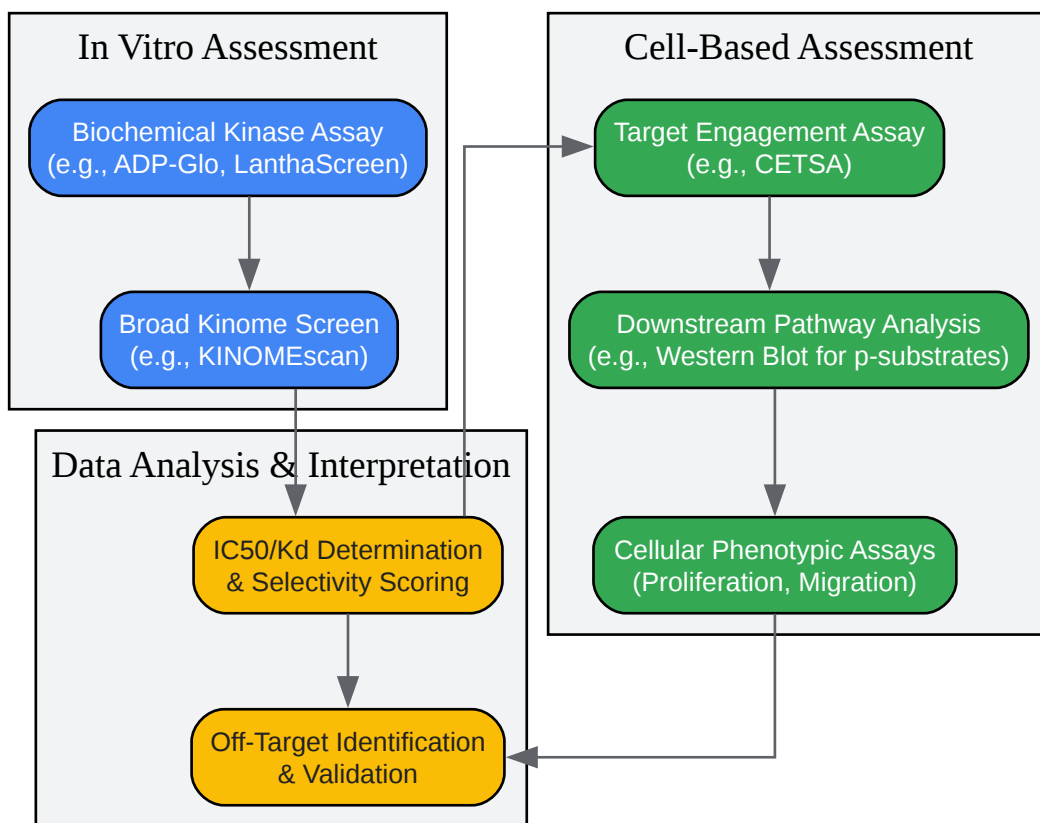 In Vitro Assessment
Biochemical Kinase Assay
(e.g., ADP-Glo, LanthaScreen)
Broad Kinome Screen
(e.g., KINOMEscan)
Data Analysis & Interpretation
IC50/Kd Determination
& Selectivity Scoring
Off-Target Identification
& Validation
Cell-Based Assessment
Target Engagement Assay
(e.g., CETSA)
Downstream Pathway Analysis
(e.g., Western Blot for p-substrates)
Cellular Phenotypic Assays
(Proliferation, Migration)